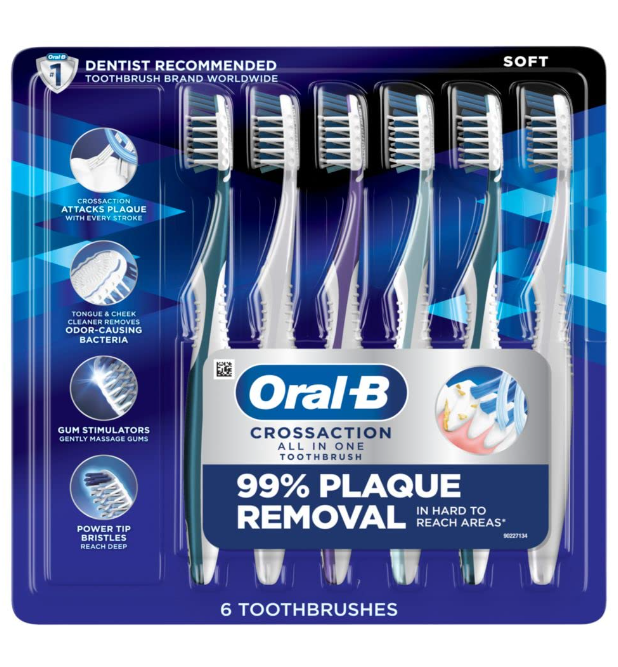 Oral-B
#1
DENTIST RECOMMENDED
TOOTHBRUSH BRAND WORLDWIDE
SOFT
CROSSACTION
ATTACKS PLAQUE
WITH EVERY STROKE
TONGUE & CHEEK
CLEANER REMOVES
ODOR-CAUSING
BACTERIA
GUM STIMULATORS
GENTLY MASSAGE GUMS
POWER TIP
BRISTLES
REACH DEEP
Oral-B
CROSSACTION
ALL IN ONE
TOOTHBRUSH
99% PLAQUE
REMOVAL IN HARD TO
REACH AREAS*
90227134
6 TOOTHBRUSHES